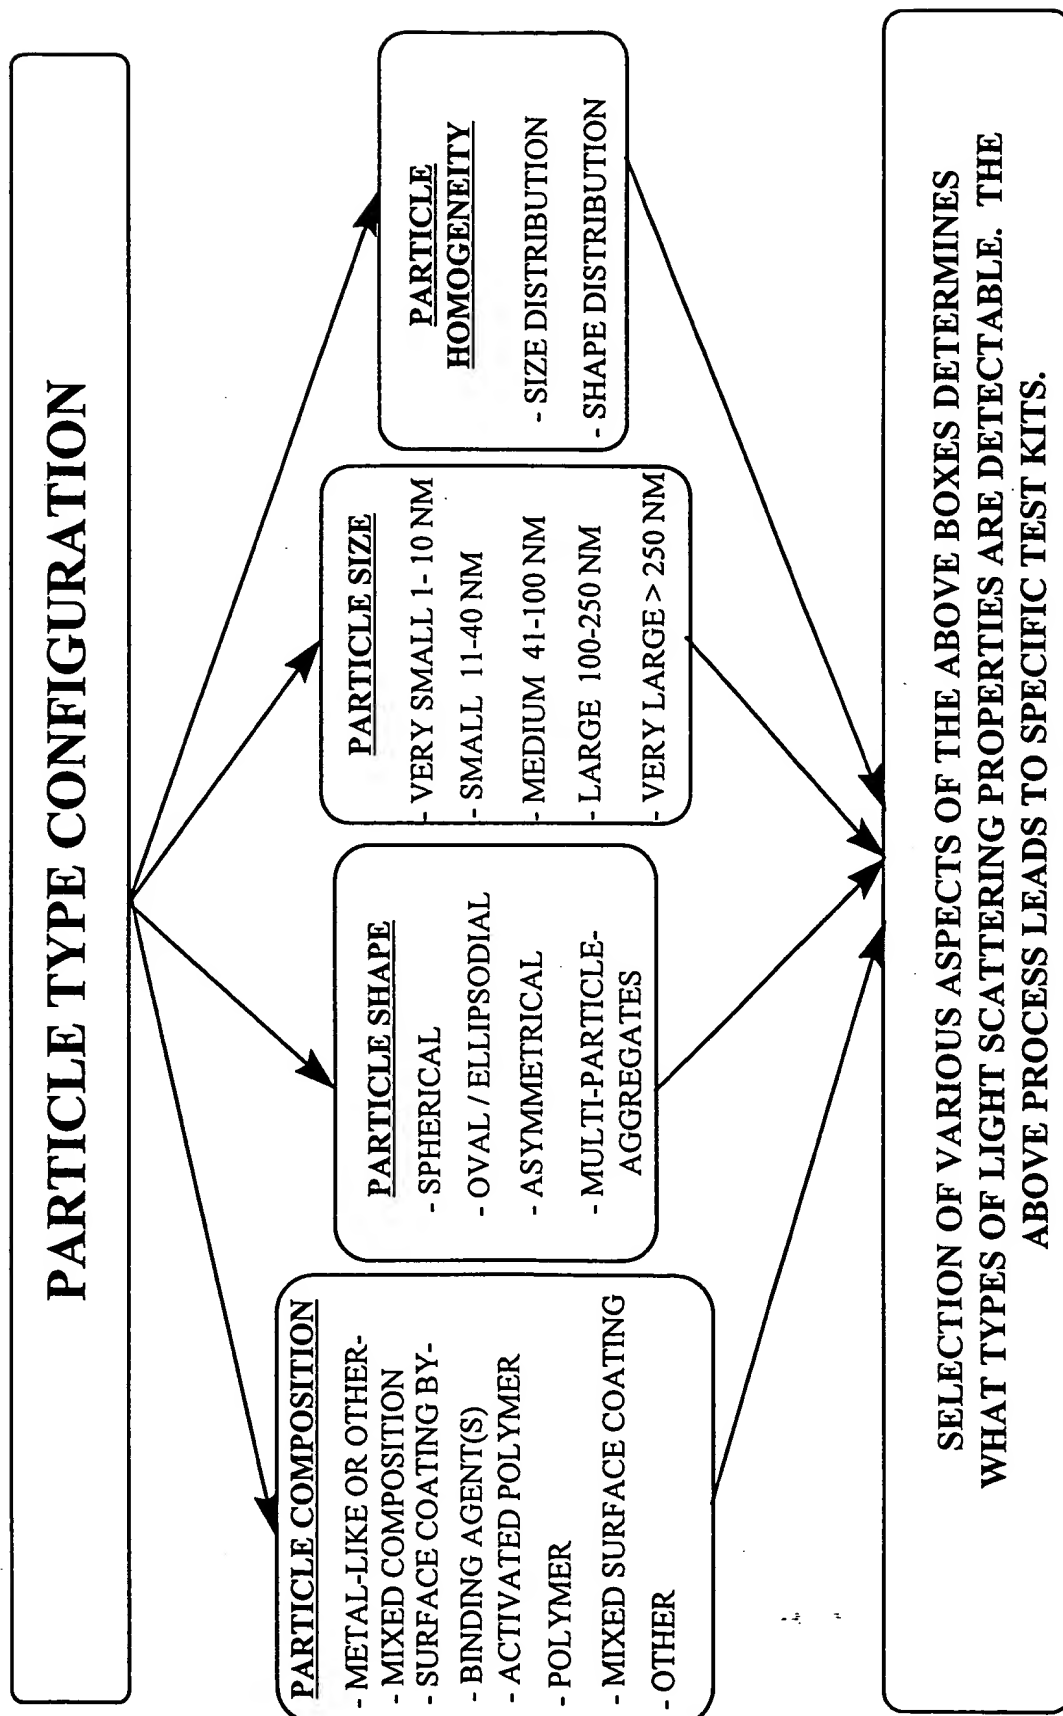 PARTICLE TYPE CONFIGURATION
PARTICLE COMPOSITION
- METAL-LIKE OR OTHER-
- MIXED COMPOSITION
- SURFACE COATING BY-
- BINDING AGENT(S)
- ACTIVATED POLYMER
- POLYMER
- MIXED SURFACE COATING
- OTHER
PARTICLE SHAPE
- SPHERICAL
- OVAL / ELLIPSODIAL
- ASYMETRICAL
- MULTI-PARTICLE-
AGGREGATES
PARTICLE SIZE
- VERY SMALL 1- 10 NM
- SMALL 11-40 NM
- MEDIUM 41-100 NM
- LARGE 100-250 NM
- VERY LARGE > 250 NM
PARTICLE
HOMOGENEITY
- SIZE DISTRIBUTION
- SHAPE DISTRIBUTION
SELECTION OF VARIOUS ASPECTS OF THE ABOVE BOXES DETERMINES
WHAT TYPES OF LIGHT SCATTERING PROPERTIES ARE DETECTABLE. THE
ABOVE PROCESS LEADS TO SPECIFIC TEST KITS.